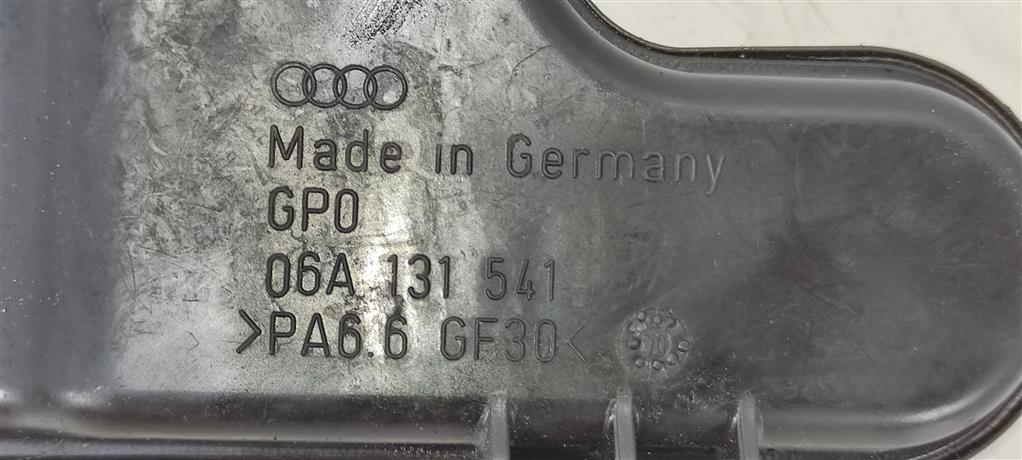 Made in Germany
GP0
06A 131 541
>PA6.6 GF30<